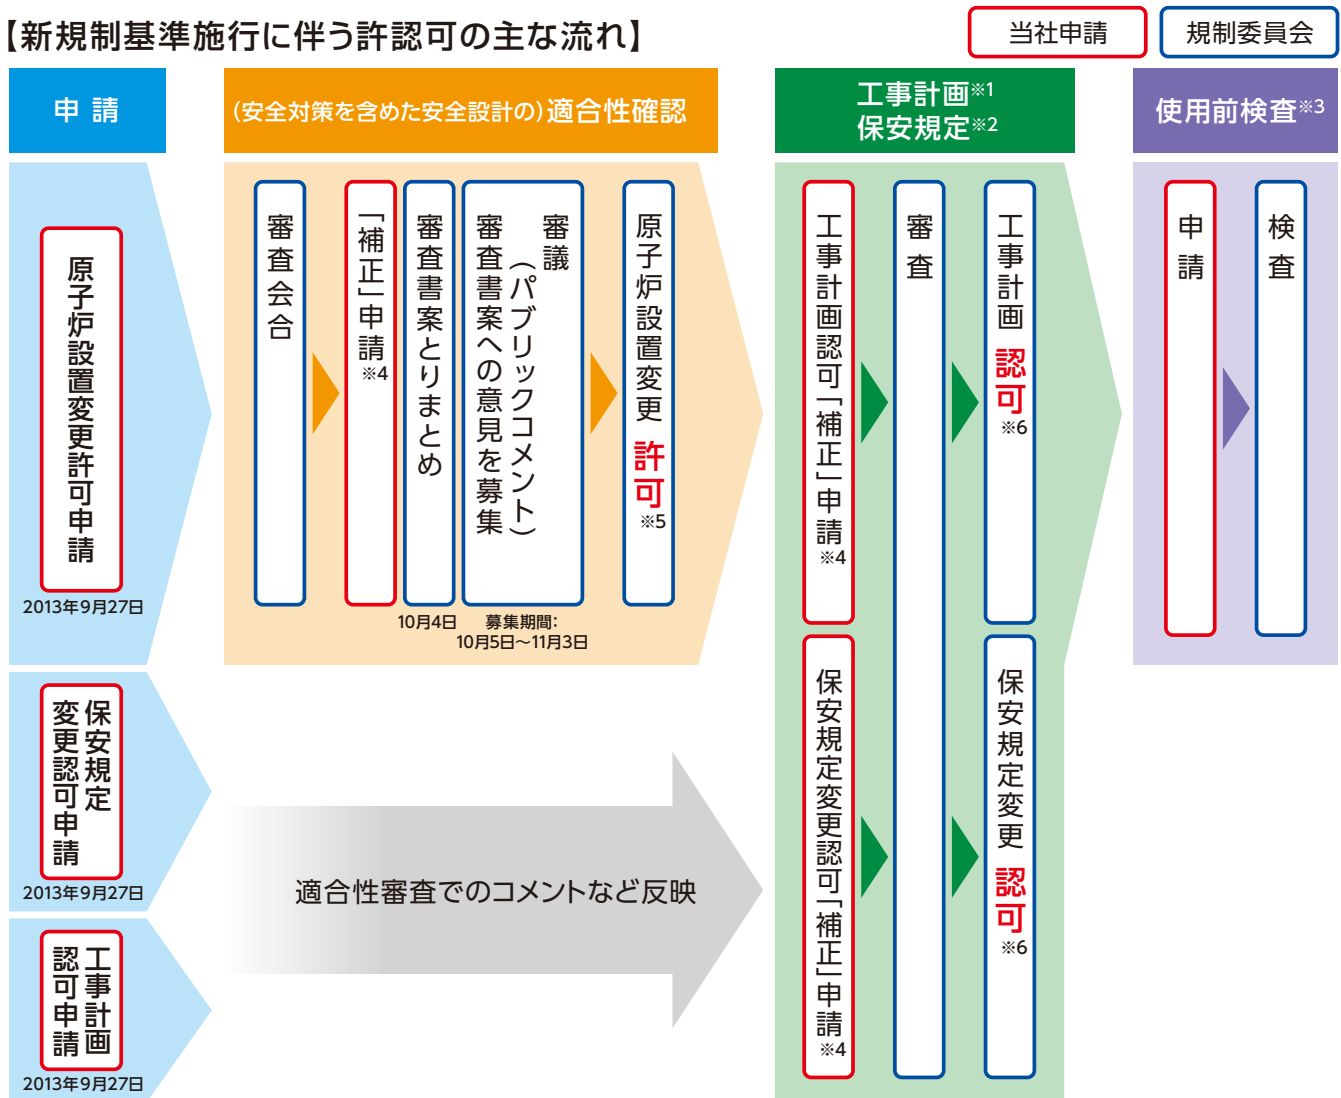 【新規制基準施行に伴う許認可の主な流れ】
当社申請
規制委員会
申請
(安全対策を含めた安全設計の)適合性確認
工事計画※1
保安規定※2
使用前検査※3
原子炉設置変更許可申請
2013年9月27日
審査会合
「補正」申請※4
審査書案とりまとめ
10月4日
審議
(パブリックコメント)
審査書案への意見を募集
募集期間:
10月5日～11月3日
原子炉設置変更 許可※5
工事計画認可「補正」申請※4
審査
工事計画 認可※6
申請
検査
保安規定
変更認可申請
2013年9月27日
適合性審査でのコメントなど反映
保安規定変更認可「補正」申請※4
保安規定変更 認可※6
工事計画
認可申請
2013年9月27日